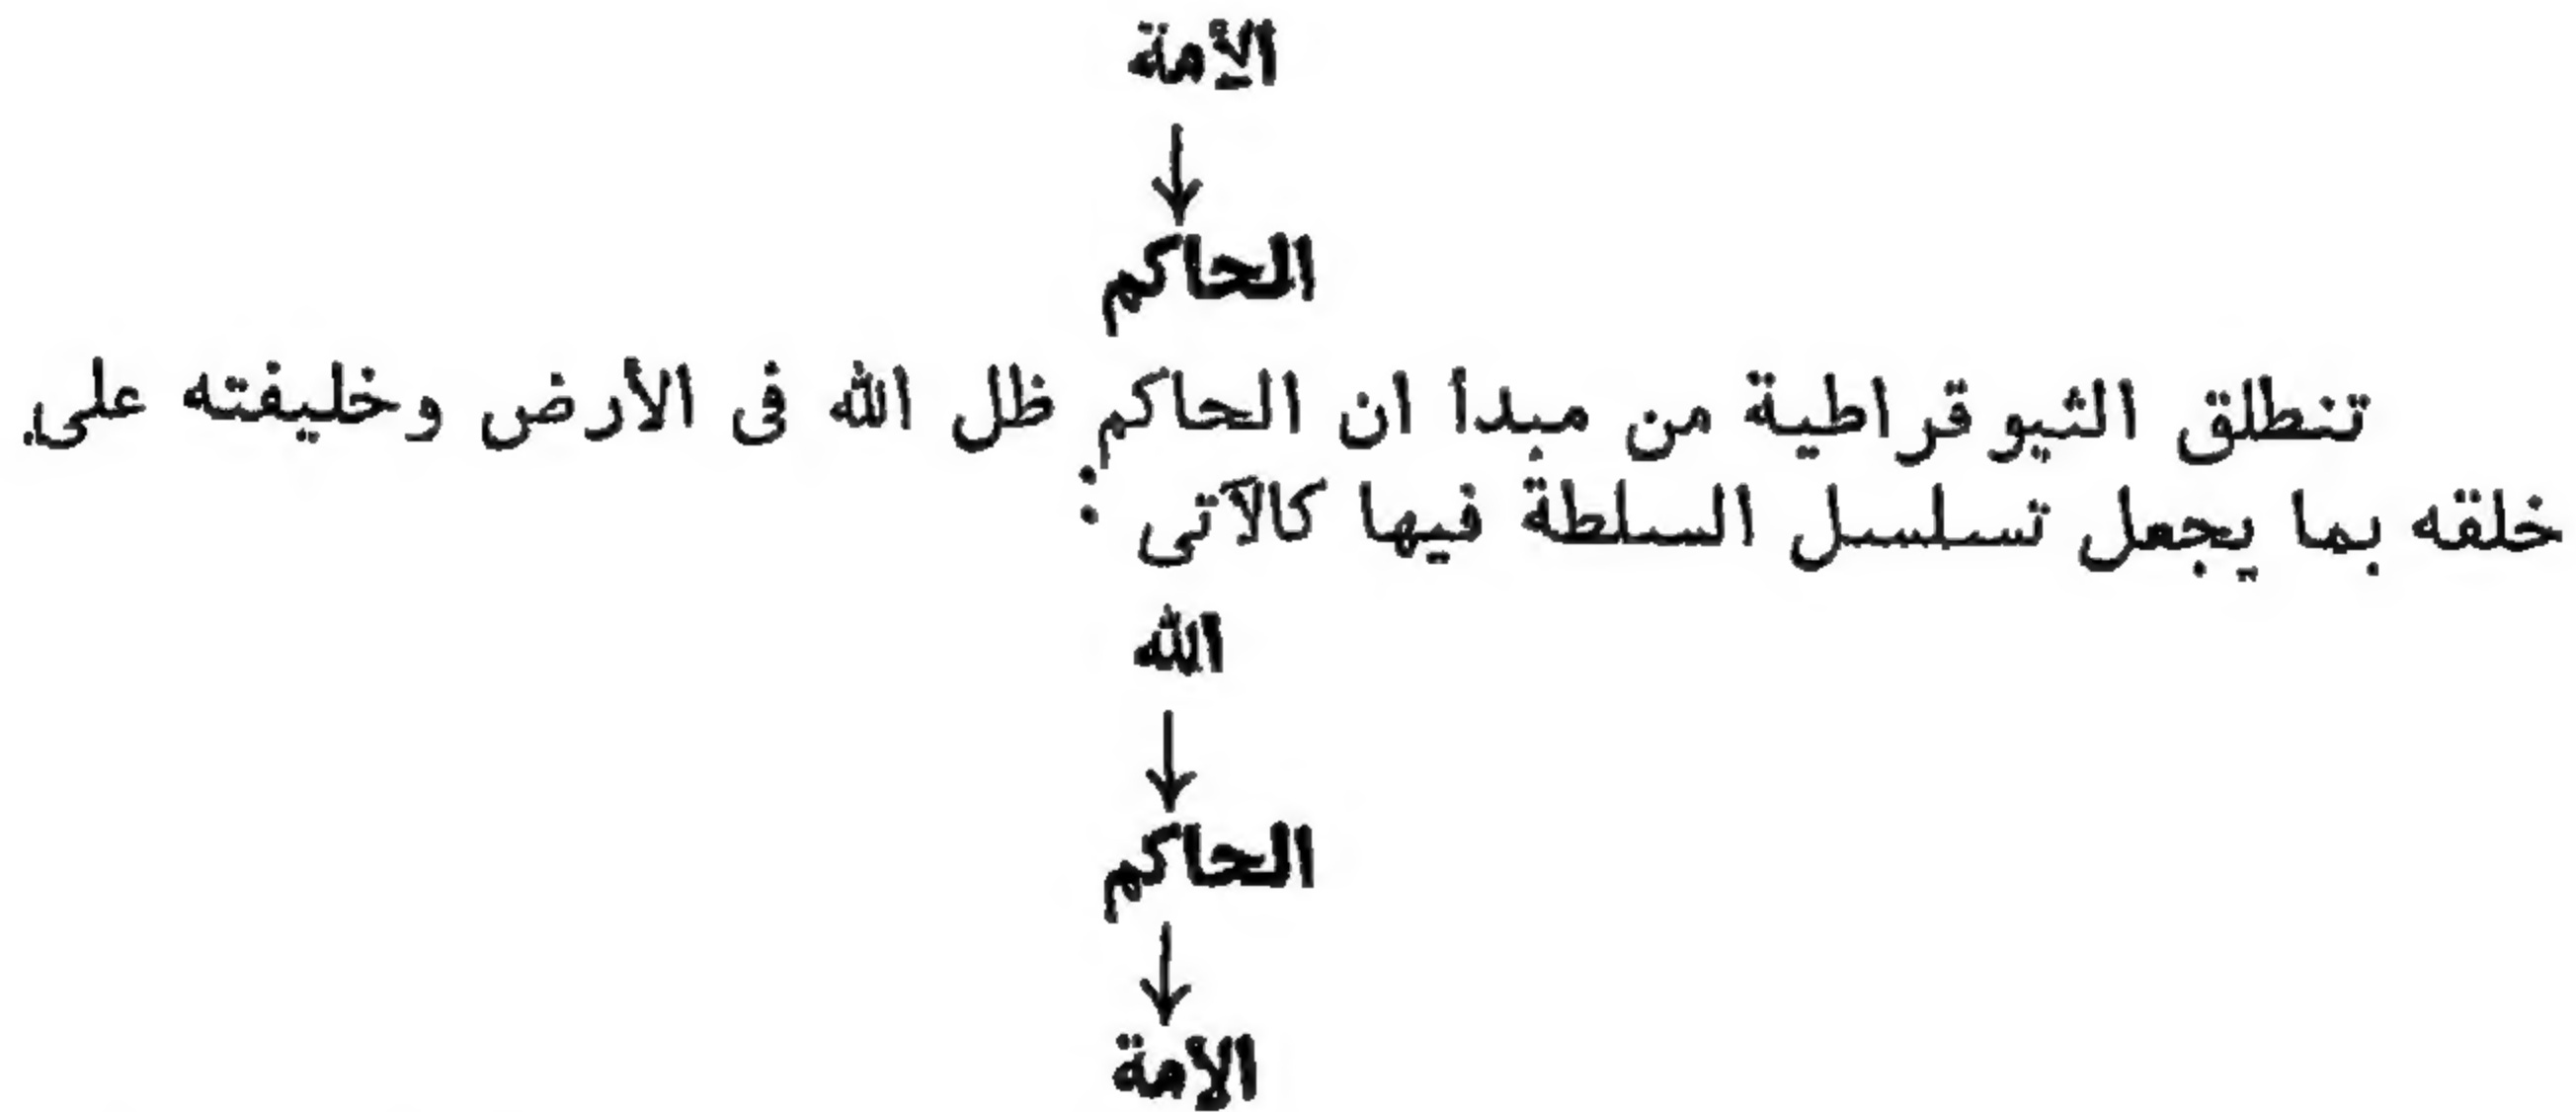 الأمة
↓
الحاكم
تنطلق الثيوقراطية من مبدأ ان الحاكم ظل الله فى الأرض وخليفته على
خلقه بما يجعل تسلسل السلطة فيها كالآتى :
الله
↓
الحاكم
↓
الأمة